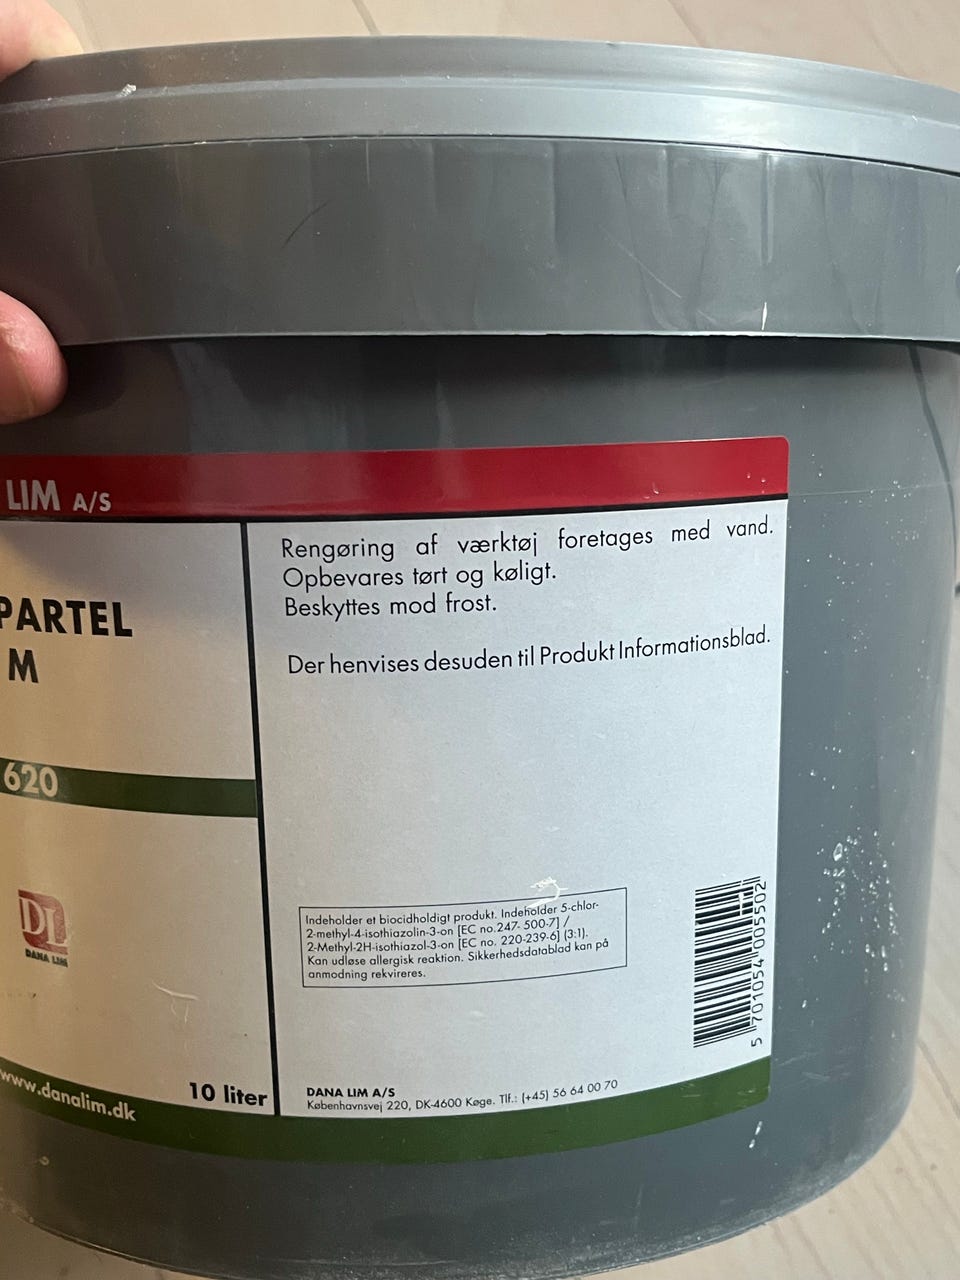 LIM A/S
PARTEL
M
620
DL
DANA LIM
www.danalim.dk
10 liter
Rengøring af værktøj foretages med vand.
Opbevares tørt og køligt.
Beskyttes mod frost.
Der henvises desuden til Produkt Informationsblad.
Indeholder et biocidholdigt produkt. Indeholder 5-chlor-
2-methyl-4-isothiazolin-3-on [EC no.247- 500-7] /
2-Methyl-2H-isothiazol-3-on [EC no. 220-239-6] (3:1).
Kan udløse allergisk reaktion. Sikkerhedsdatablad kan på
anmodning rekvireres.
5 701054 005502
DANA LIM A/S
Københavnsvej 220, DK-4600 Køge. Tlf.: (+45) 56 64 00 70